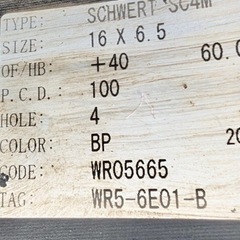 TYPE: SCHWERT SC4M
SIZE: 16 X 6.5
OF/HB: +40 60.0
P.C.D.: 100
HOLE: 4
COLOR: BP 20
CODE: WR05665
TAG: WR5-6E01-B